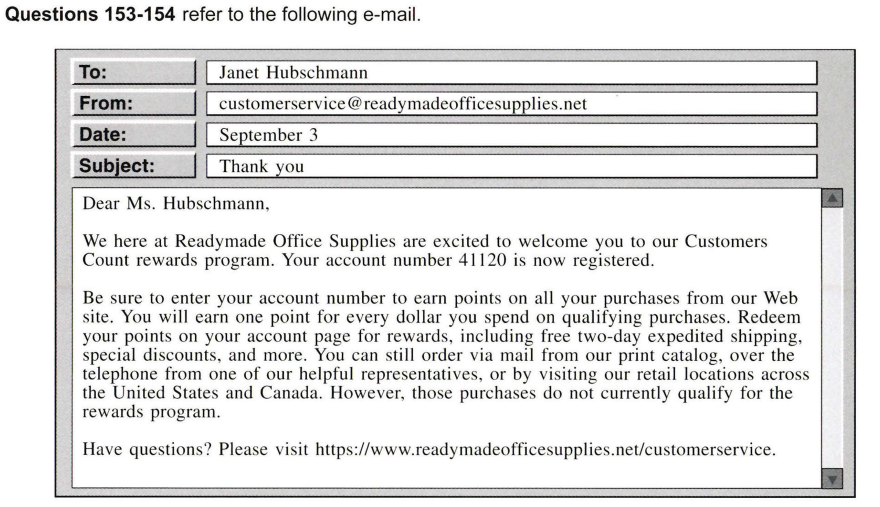 Questions 153-154 refer to the following e-mail.
To: Janet Hubschmann
From: customerservice@readymadeofficesupplies.net
Date: September 3
Subject: Thank you
Dear Ms. Hubschmann,
We here at Readymade Office Supplies are excited to welcome you to our Customers
Count rewards program. Your account number 41120 is now registered.
Be sure to enter your account number to earn points on all your purchases from our Web
site. You will earn one point for every dollar you spend on qualifying purchases. Redeem
your points on your account page for rewards, including free two-day expedited shipping,
special discounts, and more. You can still order via mail from our print catalog, over the
telephone from one of our helpful representatives, or by visiting our retail locations across
the United States and Canada. However, those purchases do not currently qualify for the
rewards program.
Have questions? Please visit https://www.readymadeofficesupplies.net/customerservice.